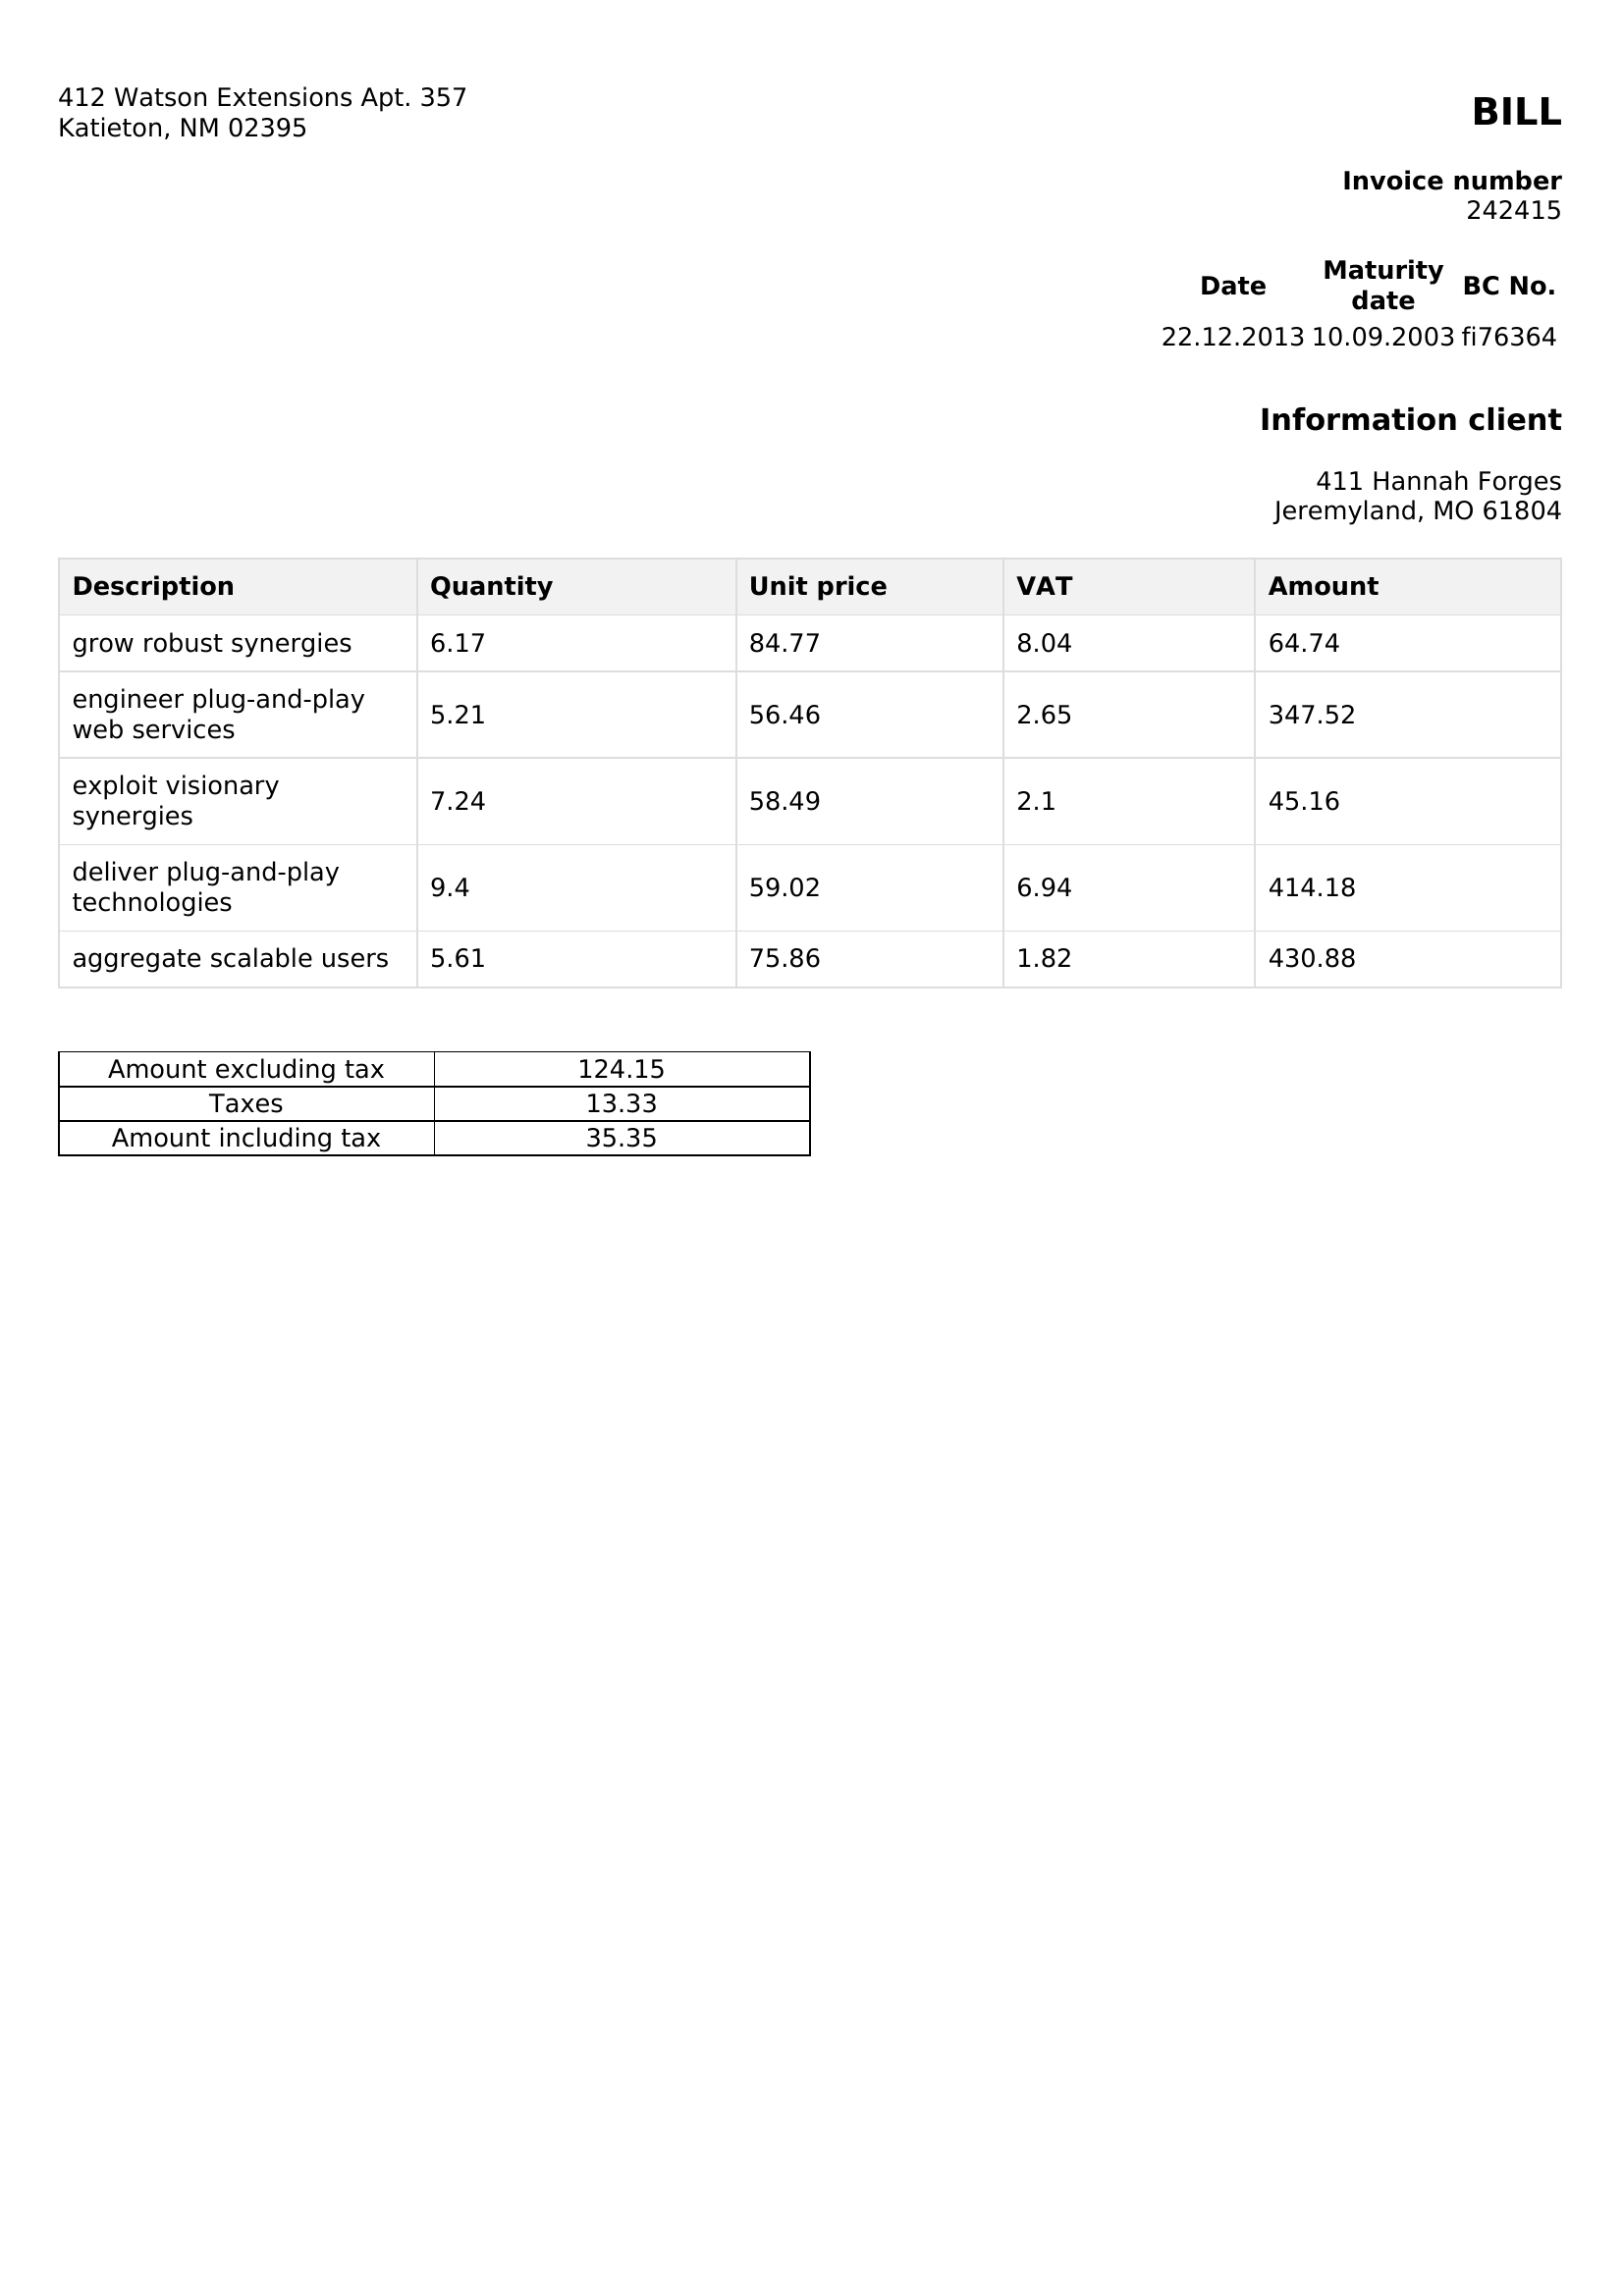 412 Watson Extensions Apt. 357
Katieton, NM 02395
BILL
Invoice number
242415
Date Maturity date BC No.
22.12.2013 10.09.2003 fi76364
Information client
411 Hannah Forges
Jeremyland, MO 61804
Description Quantity Unit price VAT Amount
grow robust synergies 6.17 84.77 8.04 64.74
engineer plug-and-play
web services 5.21 56.46 2.65 347.52
exploit visionary
synergies 7.24 58.49 2.1 45.16
deliver plug-and-play
technologies 9.4 59.02 6.94 414.18
aggregate scalable users 5.61 75.86 1.82 430.88
Amount excluding tax 124.15
Taxes 13.33
Amount including tax 35.35